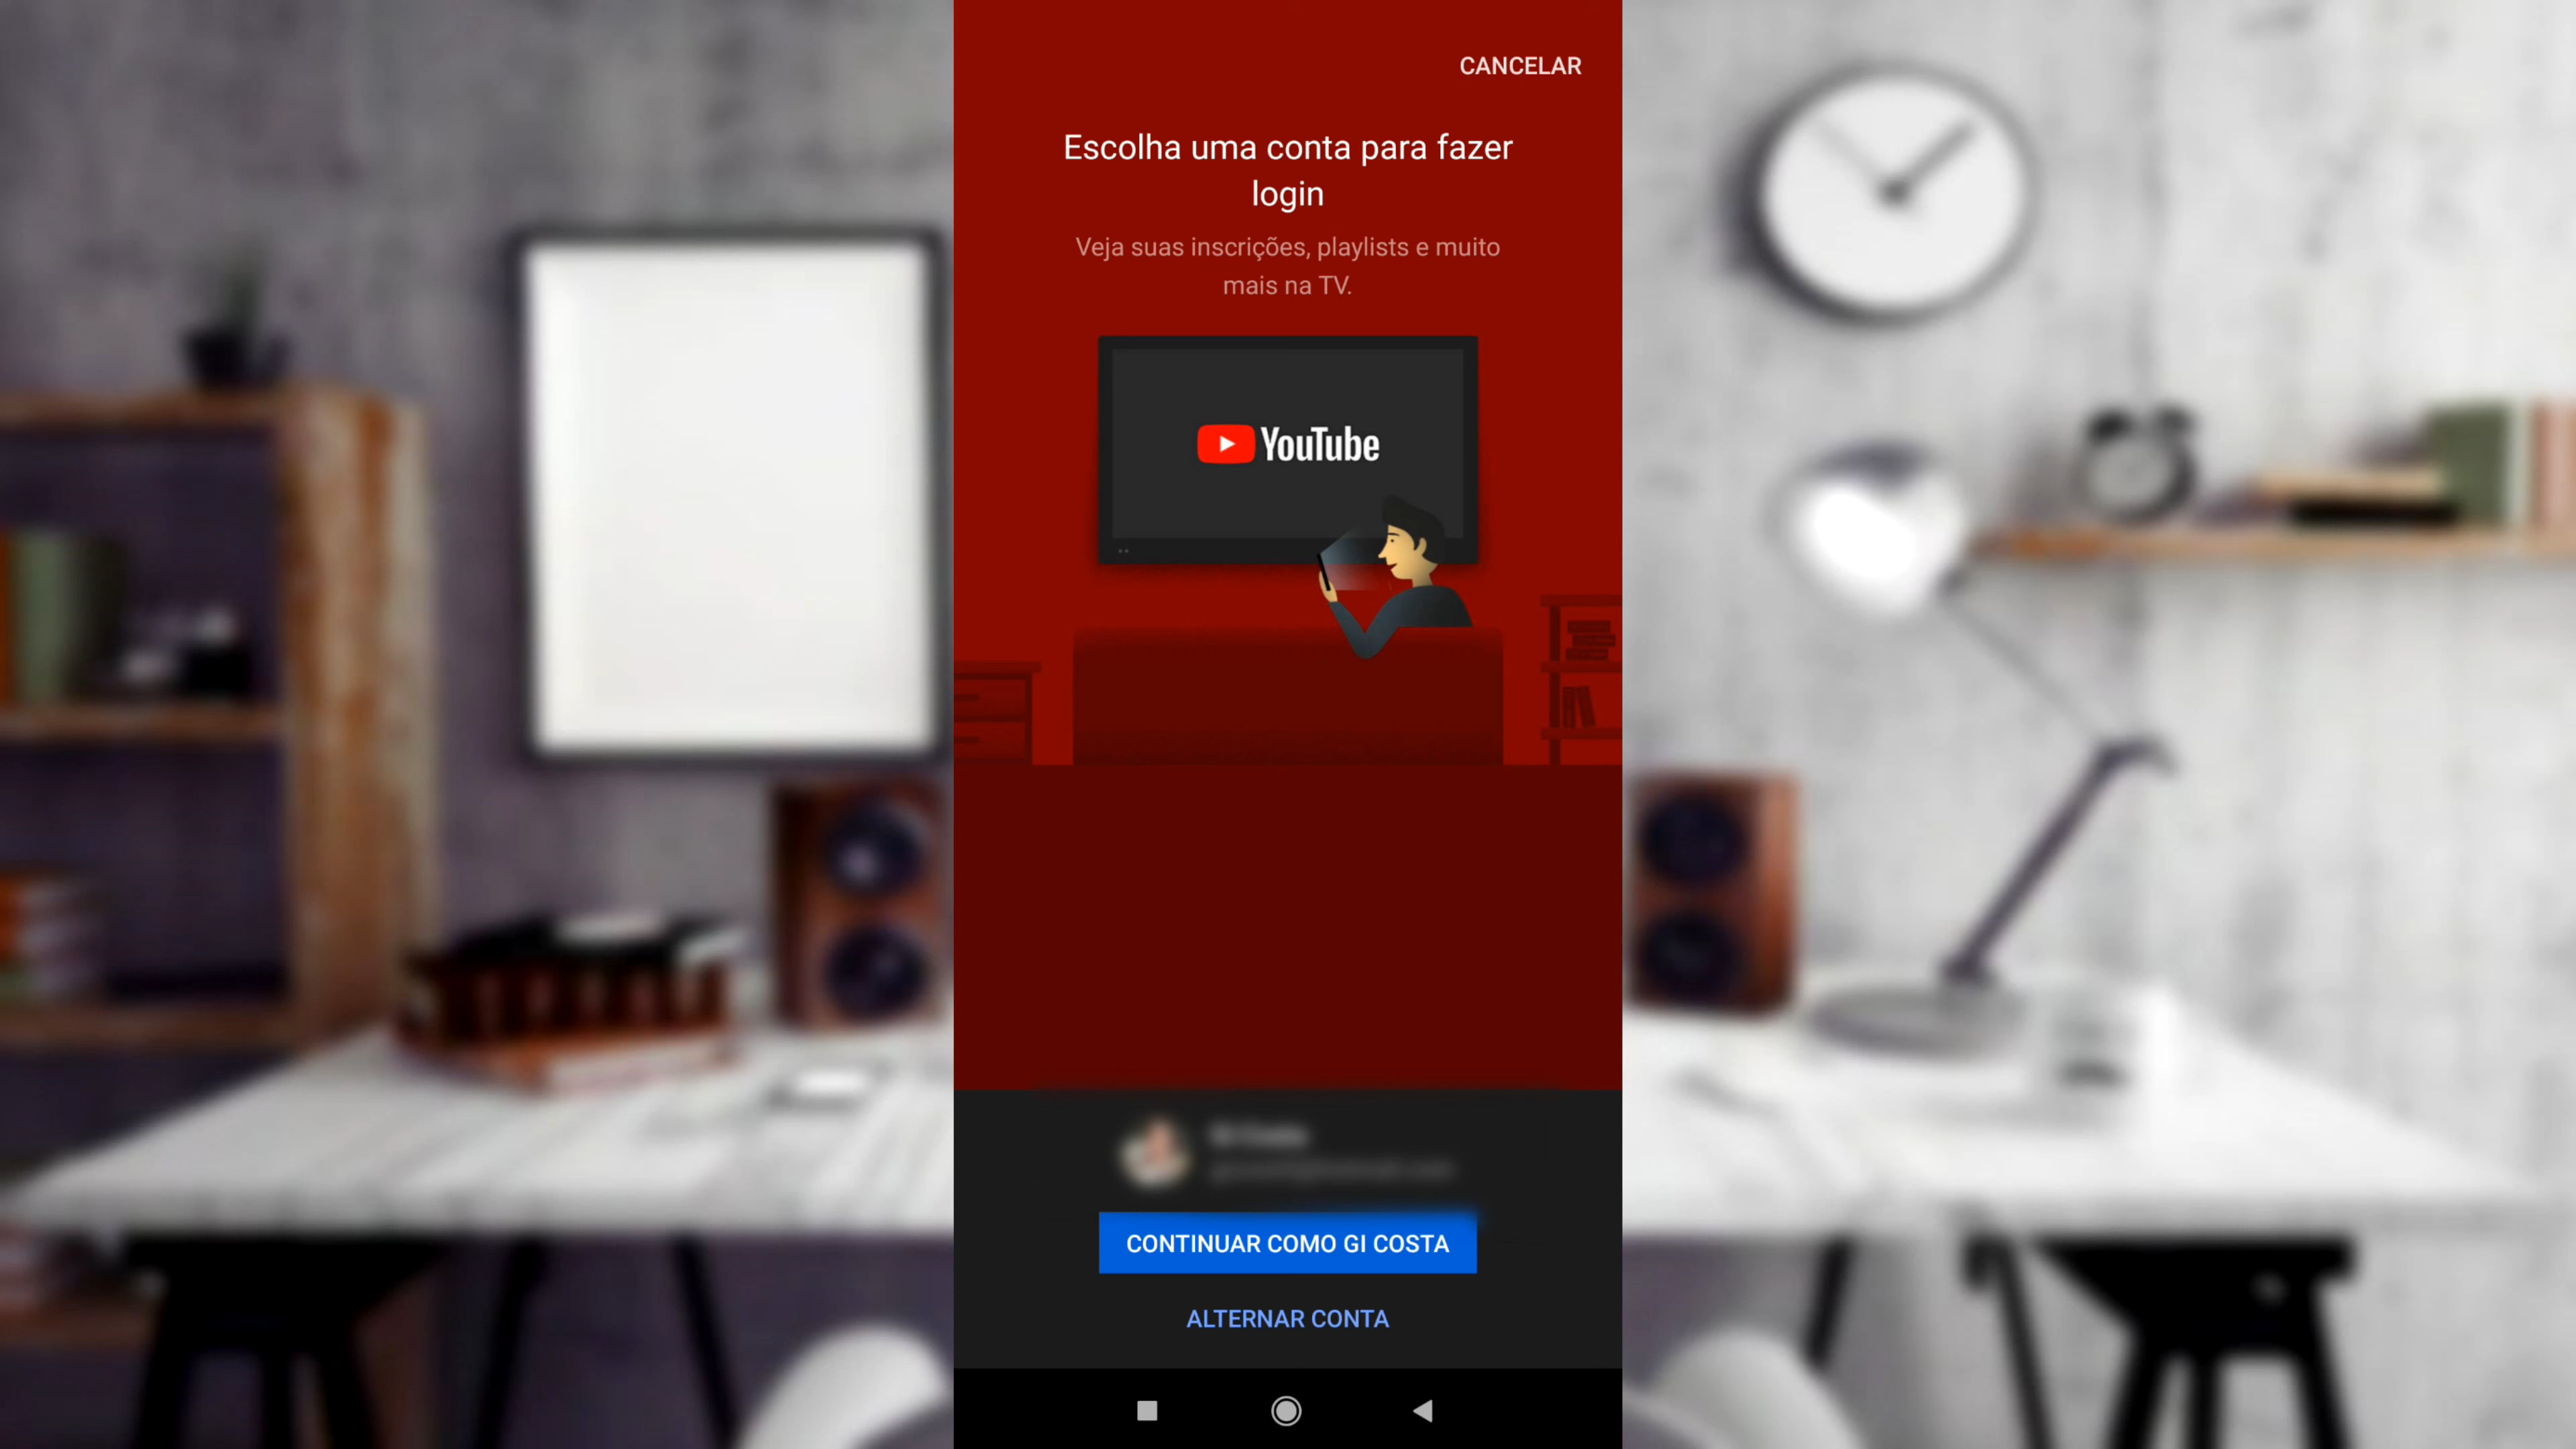 CANCELAR
Escolha uma conta para fazer
login
Veja suas inscrições, playlists e muito
mais na TV.
YouTube
CONTINUAR COMO GI COSTA
ALTERNAR CONTA